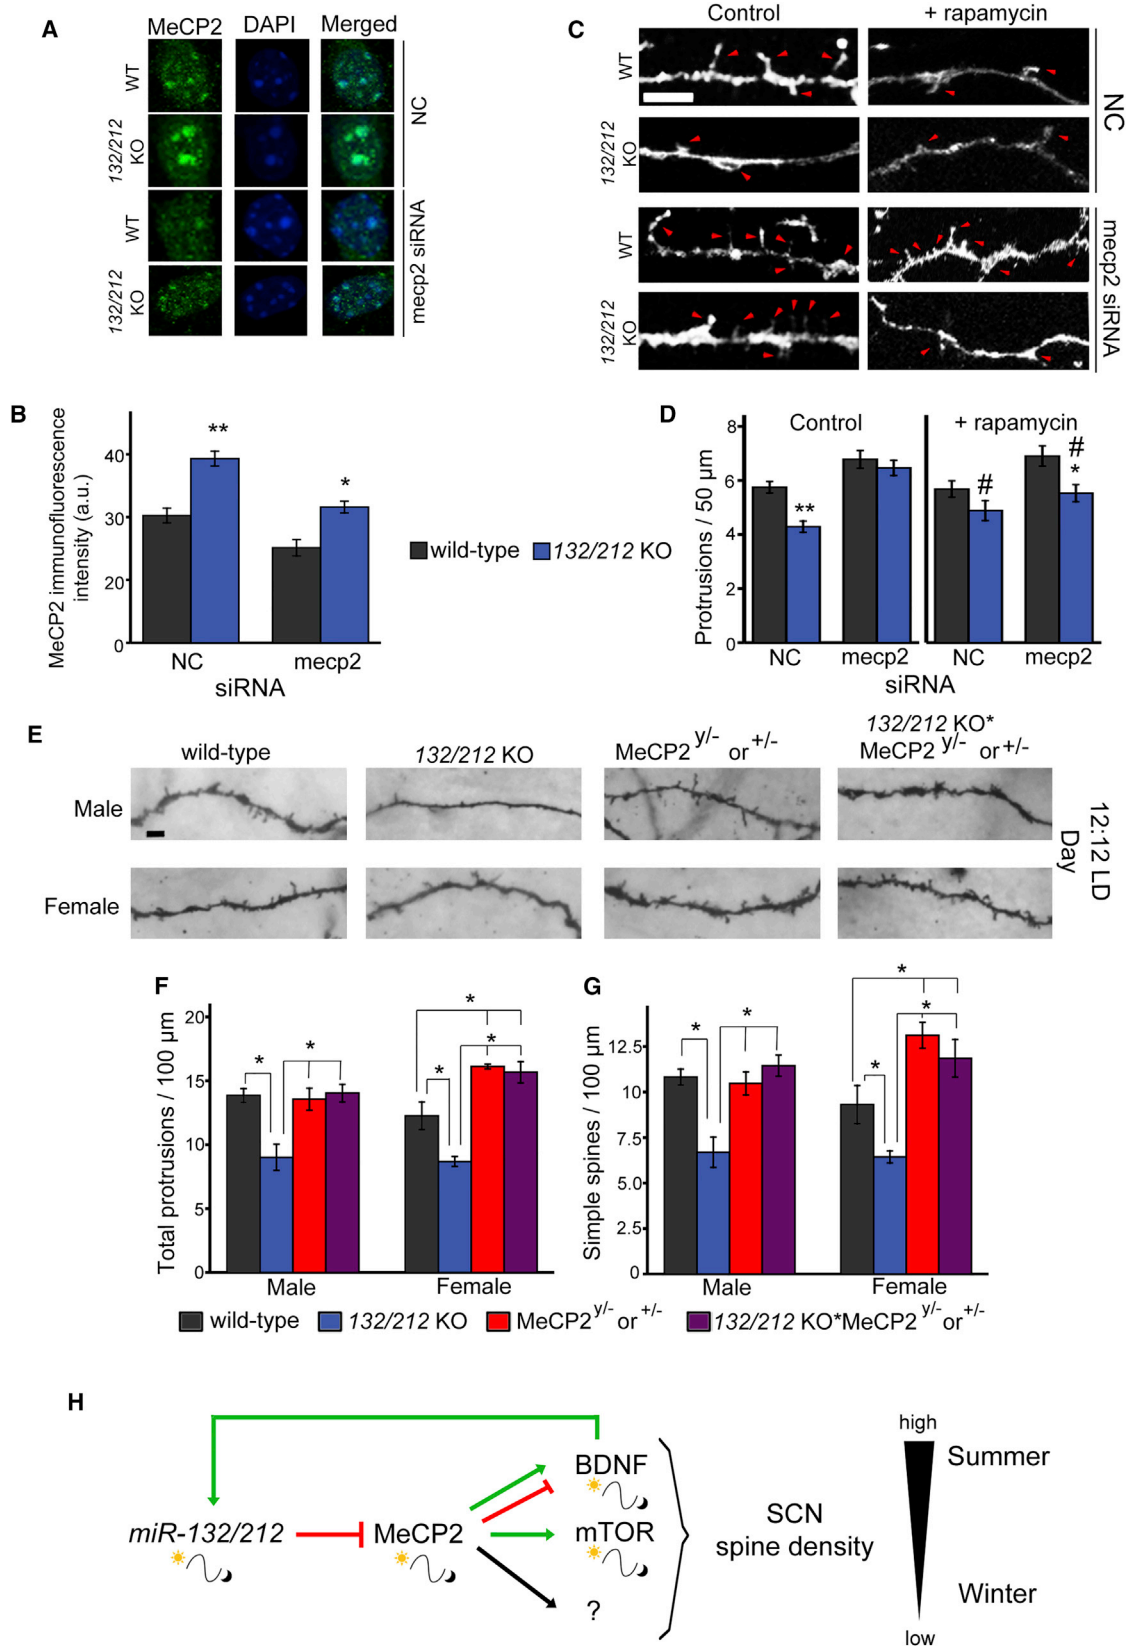 A
MeCP2 DAPI Merged
WT
132/212 KO
NC
WT
132/212 KO
mecp2 siRNA
C
Control + rapamycin
WT
132/212 KO
NC
WT
132/212 KO
mecp2 siRNA
B
MeCP2 immunofluorescence
intensity (a.u.)
40
30
20
0
**
*
NC mecp2
siRNA
wild-type 132/212 KO
D
Protrusions / 50 µm
8
6
4
2
0
Control + rapamycin
**
#
#
*
NC mecp2 NC mecp2
siRNA
E
wild-type 132/212 KO MeCP2 y/- or +/- 132/212 KO*
MeCP2 y/- or +/-
Male
Female
12:12 LD
Day
F
Total protrusions / 100 µm
20
15
10
5
0
* * * * *
Male Female
G
Simple spines / 100 µm
12.5
10
7.5
5.0
2.5
0
* * * * *
Male Female
wild-type 132/212 KO MeCP2 y/- or +/- 132/212 KO*MeCP2 y/- or +/-
H
miR-132/212
MeCP2
BDNF
mTOR
?
SCN
spine density
high
Summer
Winter
low